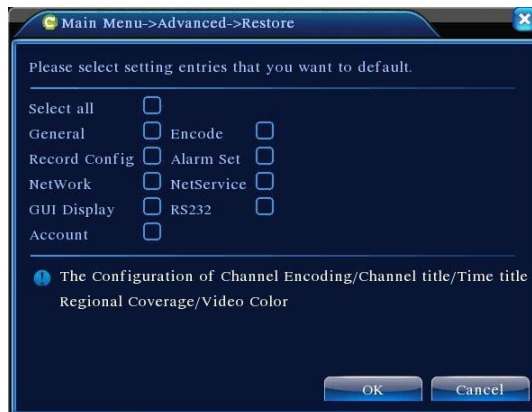 Main Menu->Advanced->Restore
Please select setting entries that you want to default.
Select all
General Encode
Record Config Alarm Set
NetWork NetService
GUI Display RS232
Account
The Configuration of Channel Encoding/Channel title/Time title
Regional Coverage/Video Color
OK Cancel